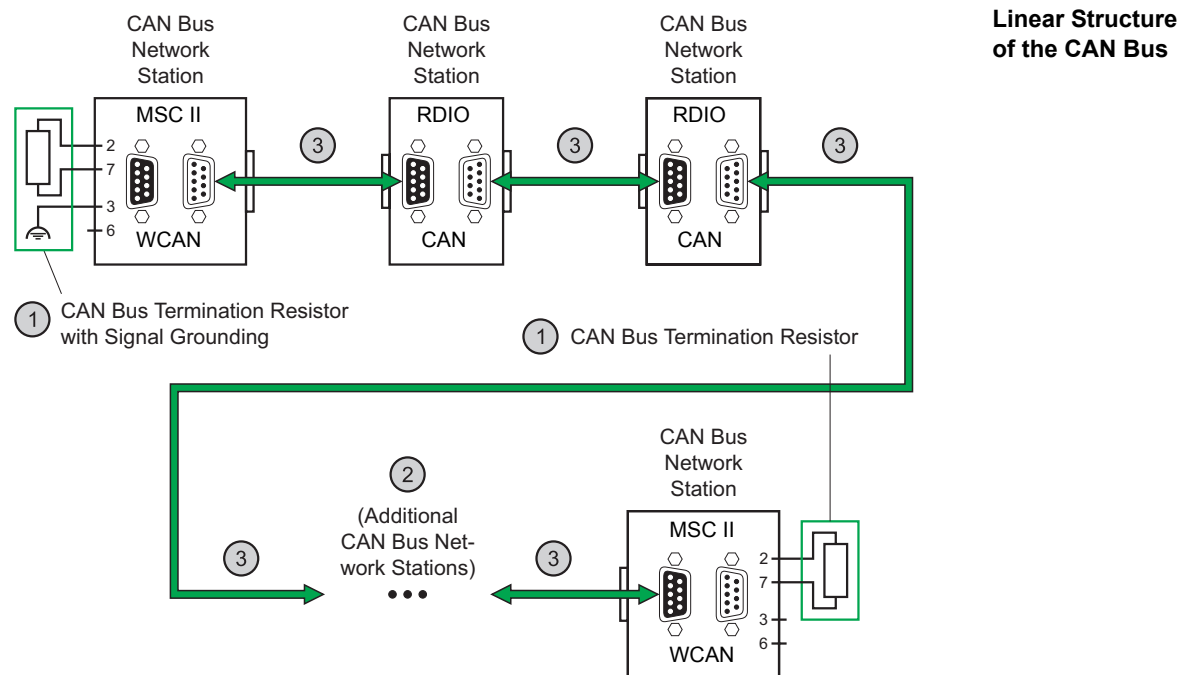 Linear Structure
of the CAN Bus
CAN Bus
Network
Station
CAN Bus
Network
Station
CAN Bus
Network
Station
MSC II
2
7
3
6
WCAN
3
RDIO
CAN
3
RDIO
CAN
3
1
CAN Bus Termination Resistor
with Signal Grounding
1
CAN Bus Termination Resistor
CAN Bus
Network
Station
2
(Additional
CAN Bus Net-
work Stations)
3
3
MSC II
2
7
3
6
WCAN